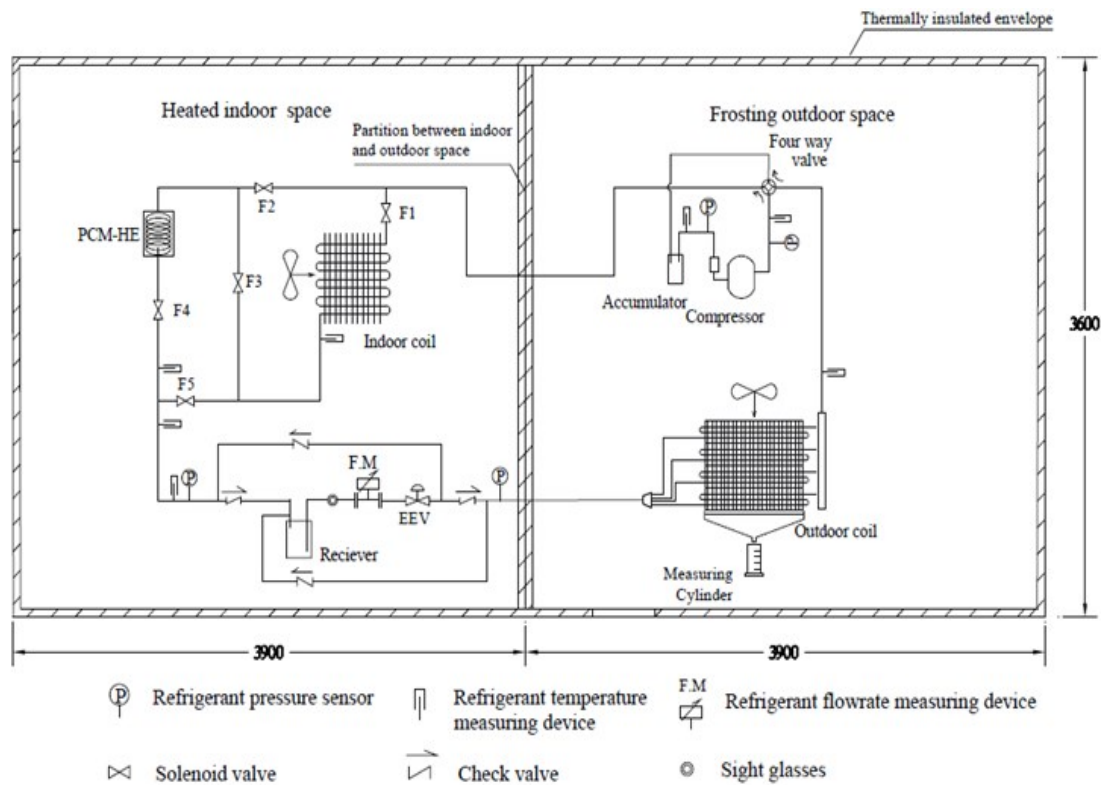 Thermally insulated envelope
Heated indoor space
Partition between indoor
and outdoor space
Frosting outdoor space
Four way
valve
F2
F1
P
PCM-HE
P
F3
Accumulator
F4
Compressor
3600
Indoor coil
F5
F.M
P
P
EEV
Outdoor coil
Reciever
Measuring
Cylinder
3900
3900
P Refrigerant pressure sensor
Refrigerant temperature
measuring device
F.M
Refrigerant flowrate measuring device
Solenoid valve
Check valve
Sight glasses